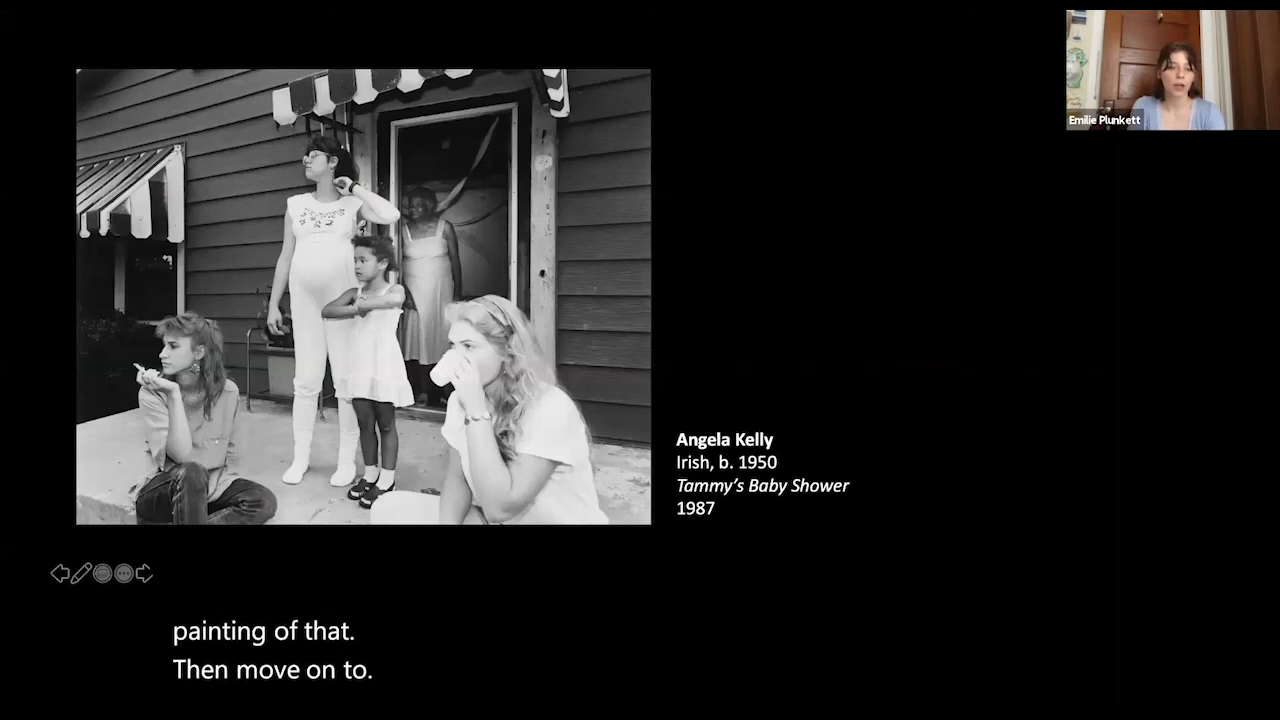 Emilie Plunkett
Angela Kelly
Irish, b. 1950
Tammy’s Baby Shower
1987
painting of that.
Then move on to.